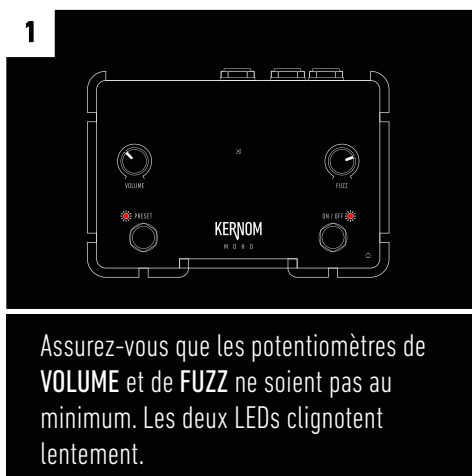 1
VOLUME
FUZZ
PRESET
ON / OFF
KERNOM
MOHO
Assurez-vous que les potentiomètres de
VOLUME et de FUZZ ne soient pas au
minimum. Les deux LEDs clignotent
lentement.